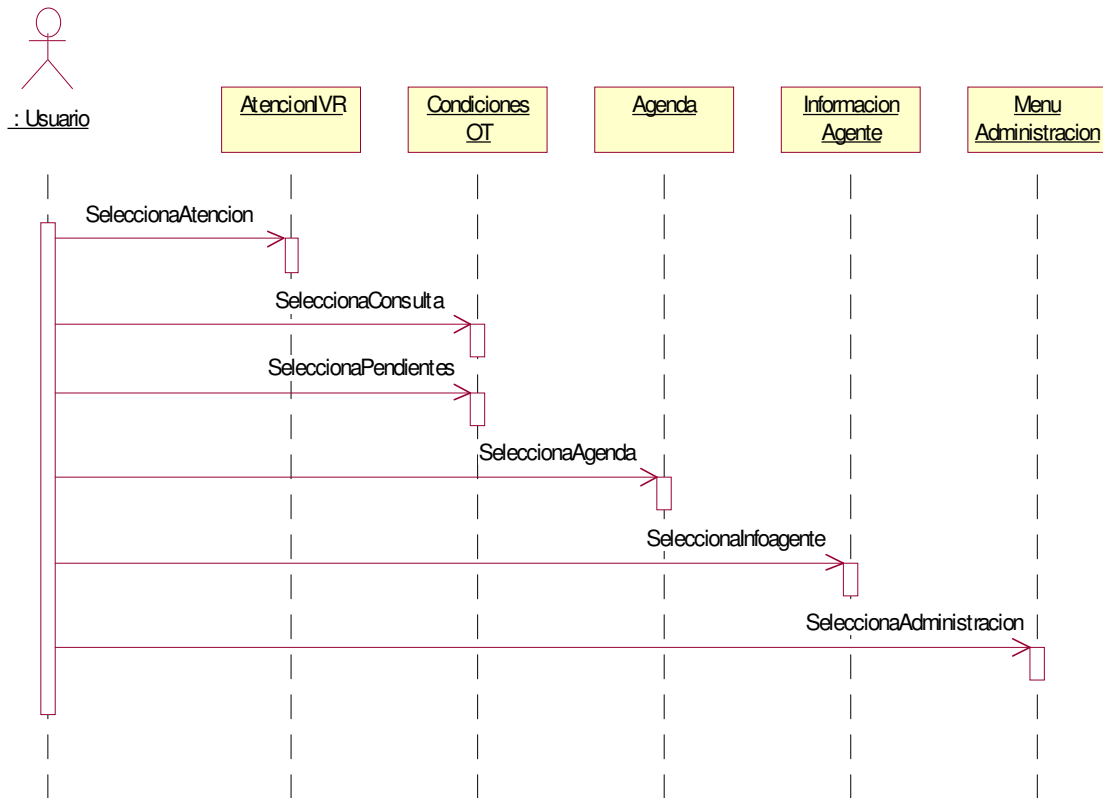 : Usuario
AtencionIVR
Condiciones
OT
Agenda
Informacion
Agente
Menu
Administracion
SeleccionaAtencion
SeleccionaConsulta
SeleccionaPendientes
SeleccionaAgenda
SeleccionaInfoagente
SeleccionaAdministracion